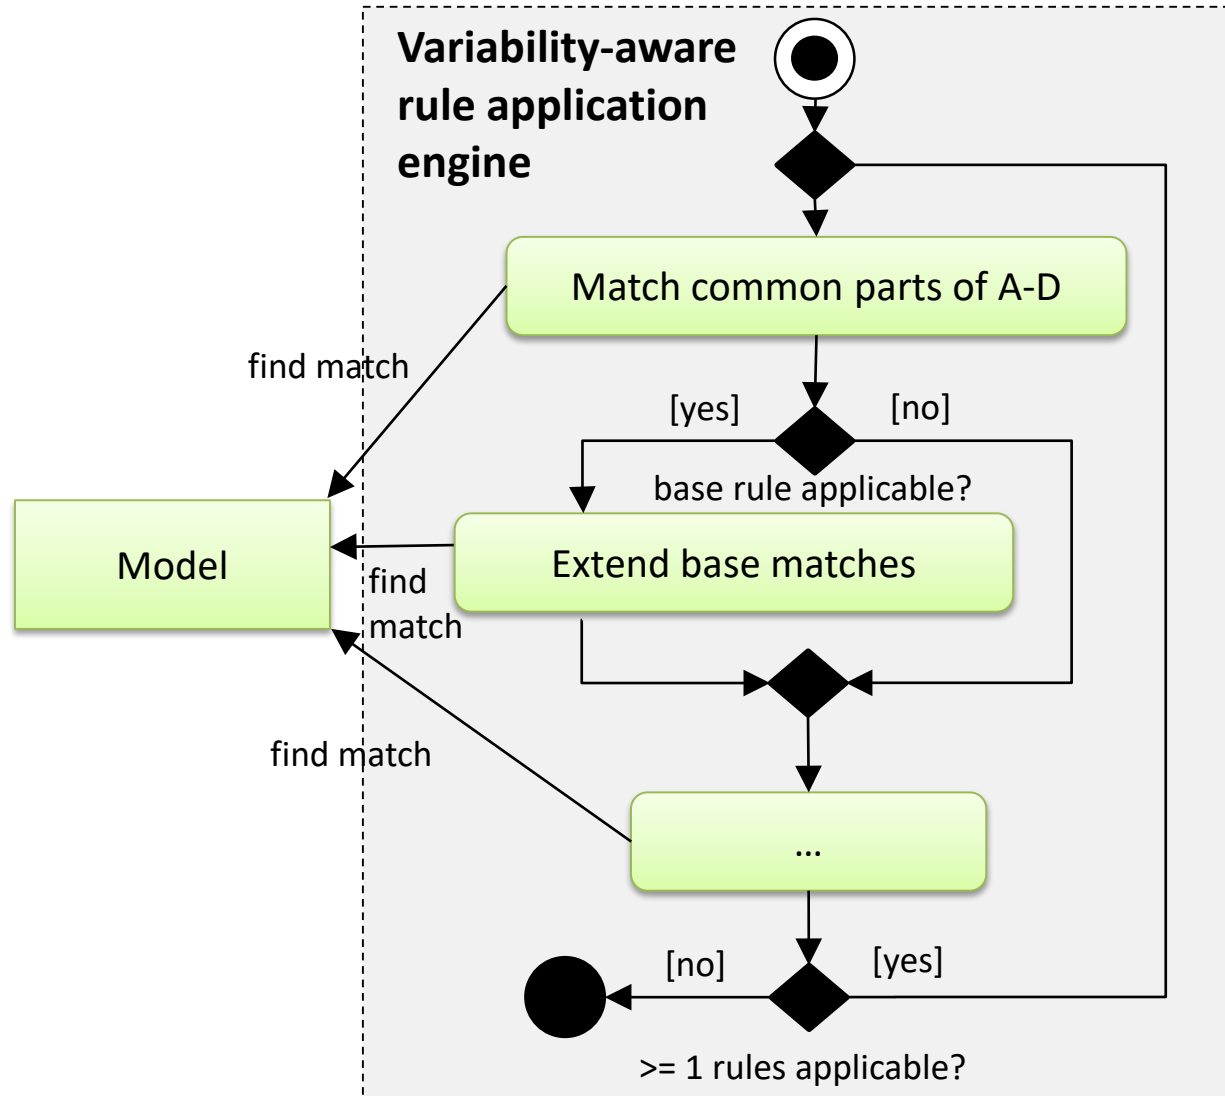 Variability-aware
rule application
engine
Match common parts of A-D
find match
[yes]
[no]
base rule applicable?
Model
Extend base matches
find
match
find match
...
[no]
[yes]
>= 1 rules applicable?